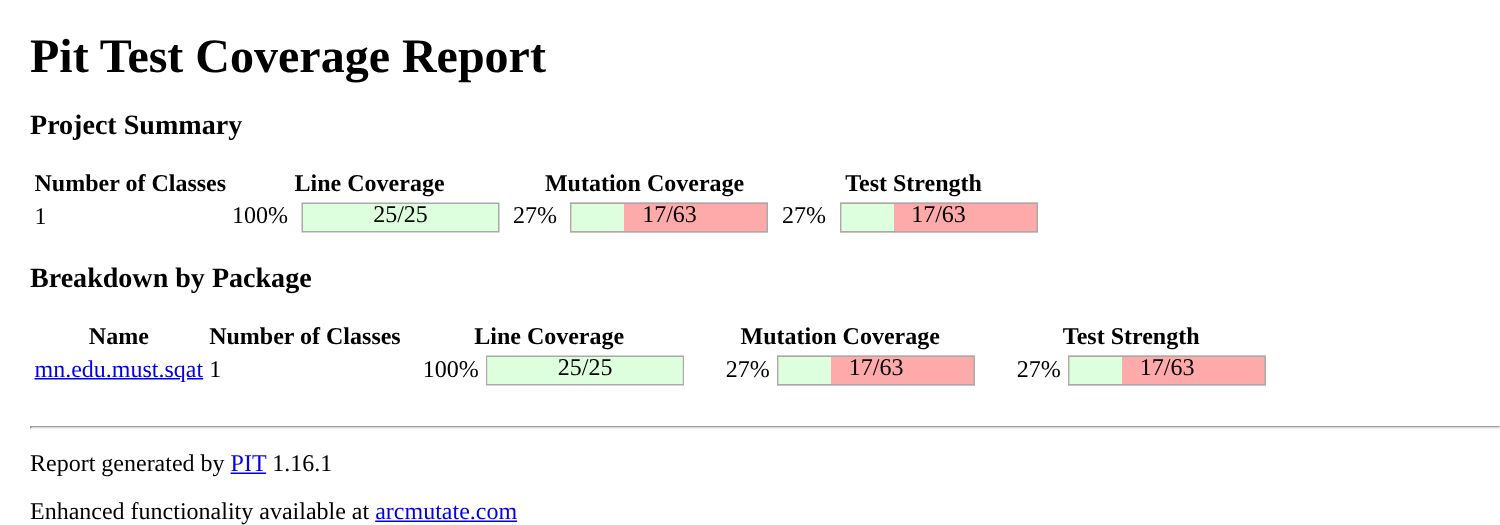 Pit Test Coverage Report
Project Summary
Number of Classes Line Coverage Mutation Coverage Test Strength
1 100% 25/25 27% 17/63 27% 17/63
Breakdown by Package
Name Number of Classes Line Coverage Mutation Coverage Test Strength
mn.edu.must.sqat 1 100% 25/25 27% 17/63 27% 17/63
Report generated by PIT 1.16.1
Enhanced functionality available at arcmutate.com